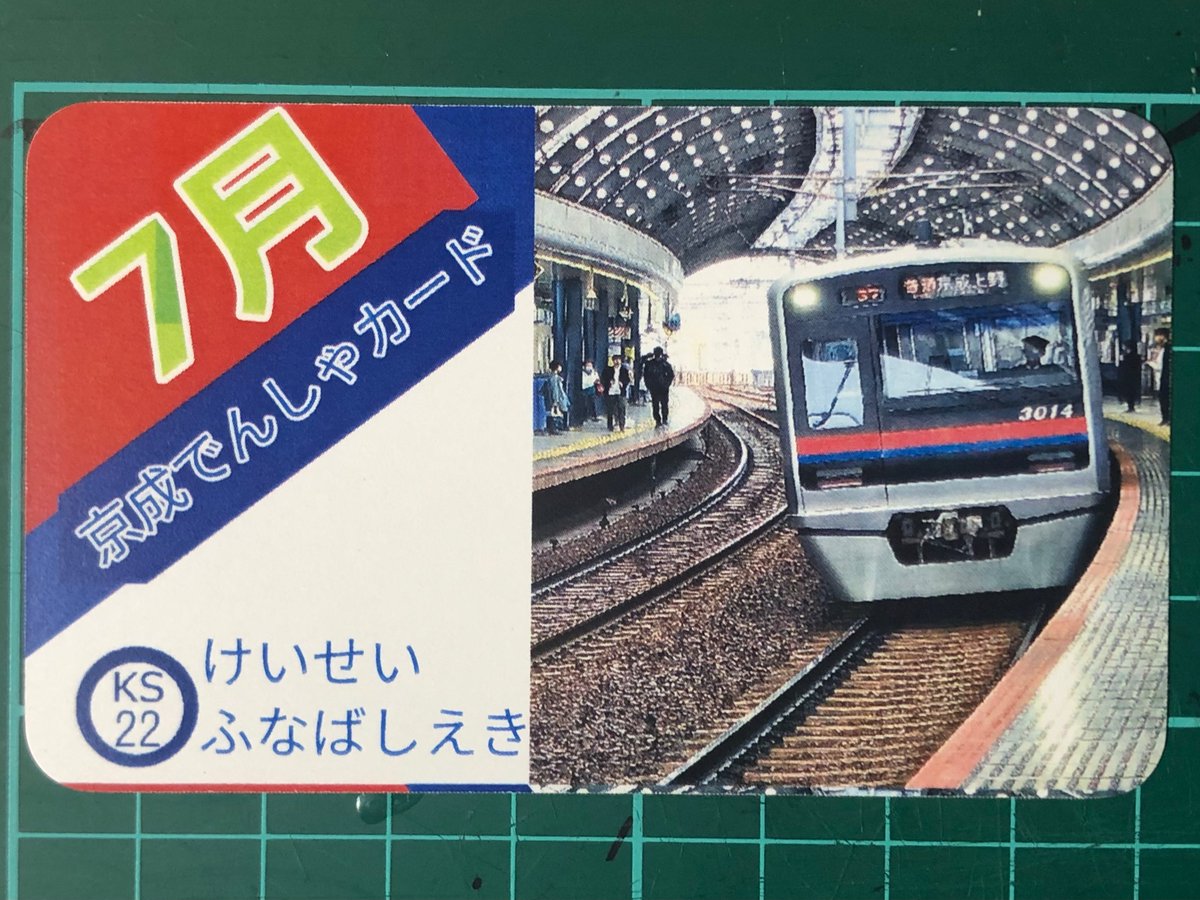 7月
京成でんしゃカード
KS
22
けいせい
ふなばしえき
普通 京成上野
3014